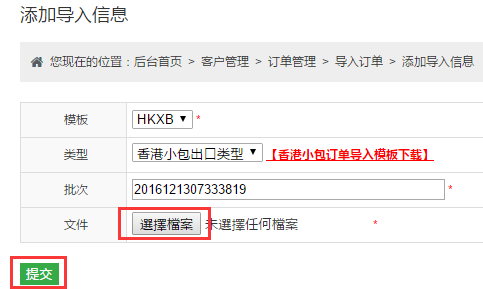 添加导入信息
您现在的位置：后台首页 > 客户管理 > 订单管理 > 导入订单 > 添加导入信息
模板 HKXB *
类型 香港小包出口类型 【香港小包订单导入模板下载】
批次 2016121307333819 *
文件 選擇檔案 未選擇任何檔案 *
提交